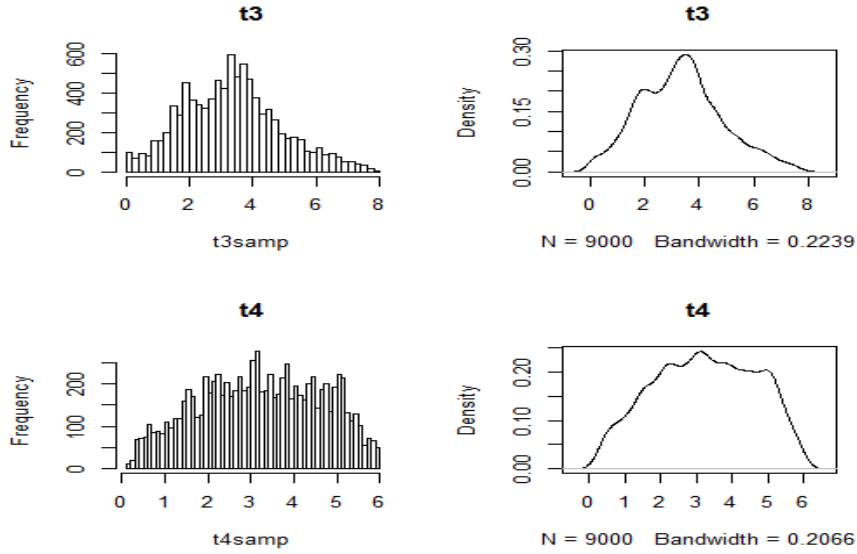 t3
t3
Frequency
0 200 400 600
0 2 4 6 8
t3samp
Density
0.00 0.15 0.30
0 2 4 6 8
N = 9000 Bandwidth = 0.2239
t4
t4
Frequency
0 100 200
0 1 2 3 4 5 6
t4samp
Density
0.00 0.10 0.20
0 1 2 3 4 5 6
N = 9000 Bandwidth = 0.2066